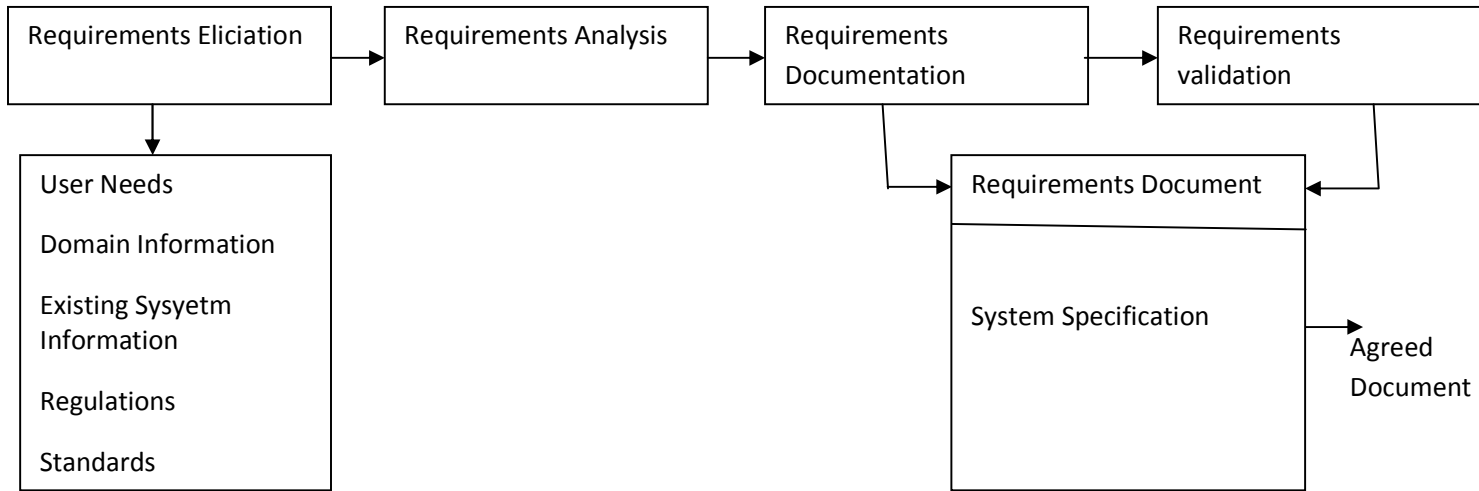 Requirements Eliciation
Requirements Analysis
Requirements
Documentation
Requirements
validation
User Needs
Domain Information
Existing Sysyetm
Information
Regulations
Standards
Requirements Document
System Specification
Agreed
Document